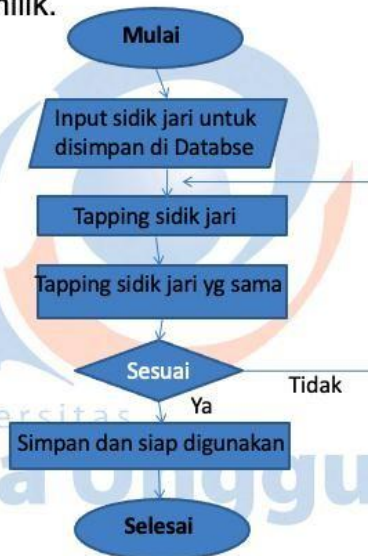 Mulai
Input sidik jari untuk
disimpan di Databse
Tapping sidik jari
Tapping sidik jari yg sama
Sesuai
Tidak
Ya
Simpan dan siap digunakan
Selesai